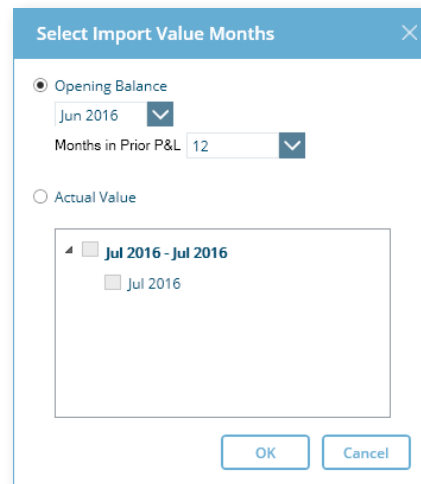 Select Import Value Months
Opening Balance
Jun 2016
Months in Prior P&L 12
Actual Value
Jul 2016 - Jul 2016
Jul 2016
OK Cancel